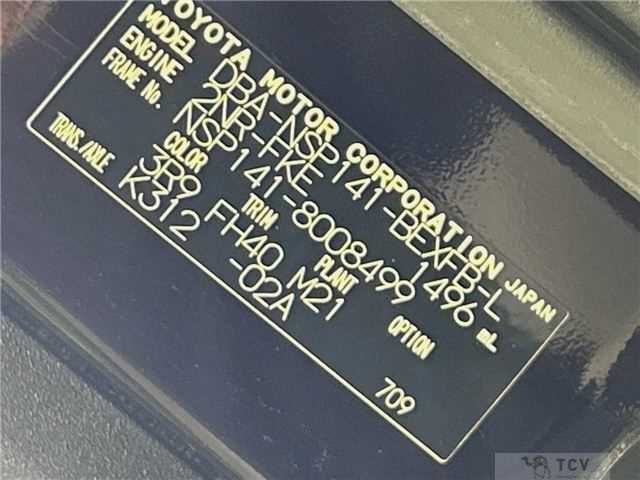 TOYOTA MOTOR CORPORATION JAPAN
MODEL DBA-NSP141-BEXFB-L
ENGINE 2NR-FKE 1496 mL
FRAME No. NSP141-8008499
COLOR TRIM PLANT OPTION
3R9 FH40 M21
TRANS./AXLE K312 -02A 709
TCV